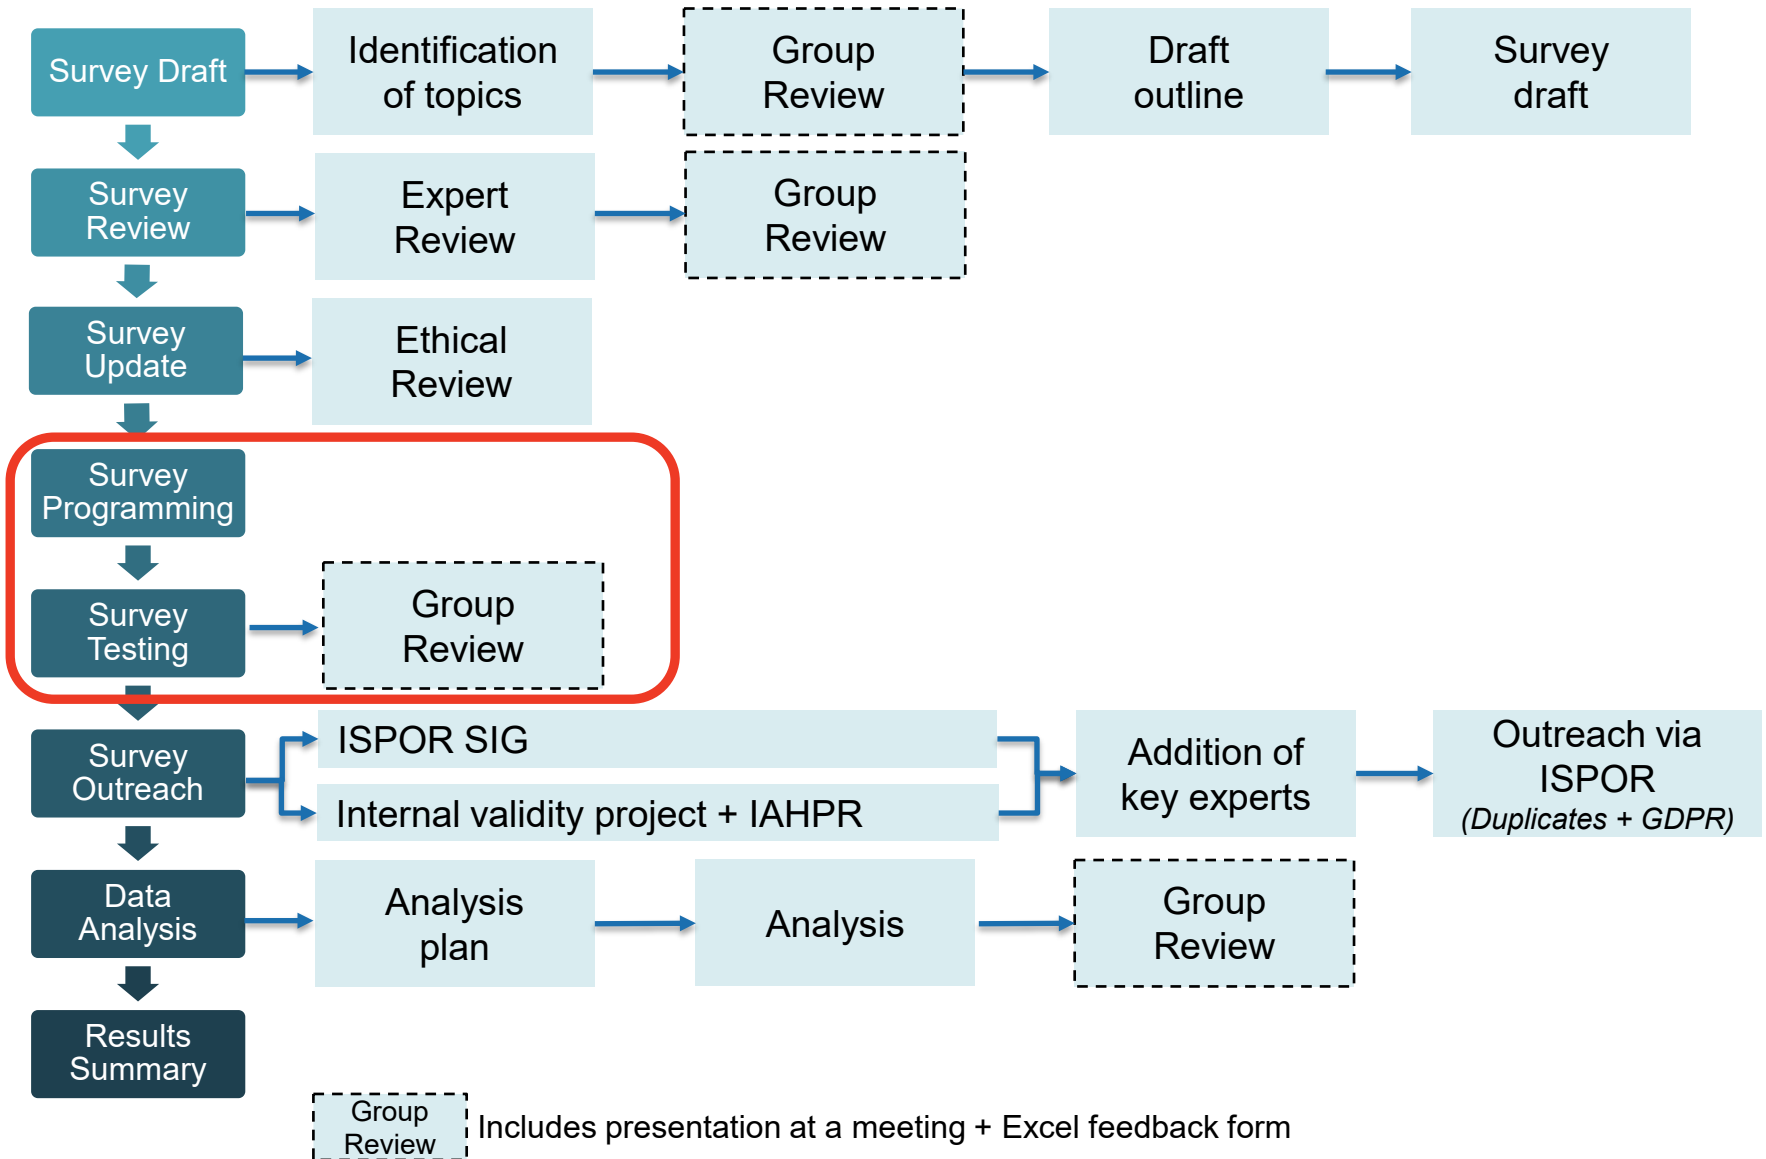 Survey Draft
Identification
of topics
Group
Review
Draft
outline
Survey
draft
Survey
Review
Expert
Review
Group
Review
Survey
Update
Ethical
Review
Survey
Programming
Survey
Testing
Group
Review
Survey
Outreach
ISPOR SIG
Internal validity project + IAHPR
Addition of
key experts
Outreach via
ISPOR
(Duplicates + GDPR)
Data
Analysis
Analysis
plan
Analysis
Group
Review
Results
Summary
Group
Review
Includes presentation at a meeting + Excel feedback form